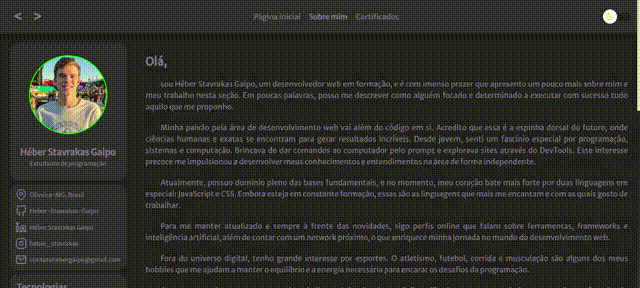 < >
Página inicial Sobre mim Certificados
Olá,
sou Héber Stavrakas Gaipo, um desenvolvedor web em formação, e é com imenso prazer que apresento um pouco mais sobre mim e
meu trabalho nesta seção. Em poucas palavras, posso me descrever como alguém focado e determinado a executar com sucesso tudo
aquilo que me proponho.
Minha paixão pela área de desenvolvimento web vai além do código em si. Acredito que essa é a espinha dorsal do futuro, onde
ciências humanas e exatas se encontram para gerar resultados incríveis. Desde jovem, senti um fascínio especial por programação,
sistemas e computação. Brincava de dar comandos ao computador pelo prompt e explorava sites através do DevTools. Esse interesse
precoce me impulsionou a desenvolver meus conhecimentos e entendimentos na área de forma independente.
Atualmente, possuo domínio pleno das bases fundamentais, e no momento, meu coração bate mais forte por duas linguagens em
especial: JavaScript e CSS. Embora esteja em constante formação, essas são as linguagens que mais me encantam e com as quais gosto de
trabalhar.
Para me manter atualizado e sempre à frente das novidades, sigo perfis online que falam sobre ferramentas, frameworks e
inteligência artificial, além de contar com um network próximo, o que enriquece minha jornada no mundo do desenvolvimento web.
Fora do universo digital, tenho grande interesse por esportes. O atletismo, futebol, corrida e musculação são alguns dos meus
hobbies que me ajudam a manter o equilíbrio e a energia necessária para encarar os desafios da programação.
Héber Stavrakas Gaipo
Estudante de programação
Oliveira-MG, Brasil
Heber-Stavrakas-Gaipo
Héber Stavrakas Gaipo
heber_stavrakas
contatohebergaipo@gmail.com
Tecnologias